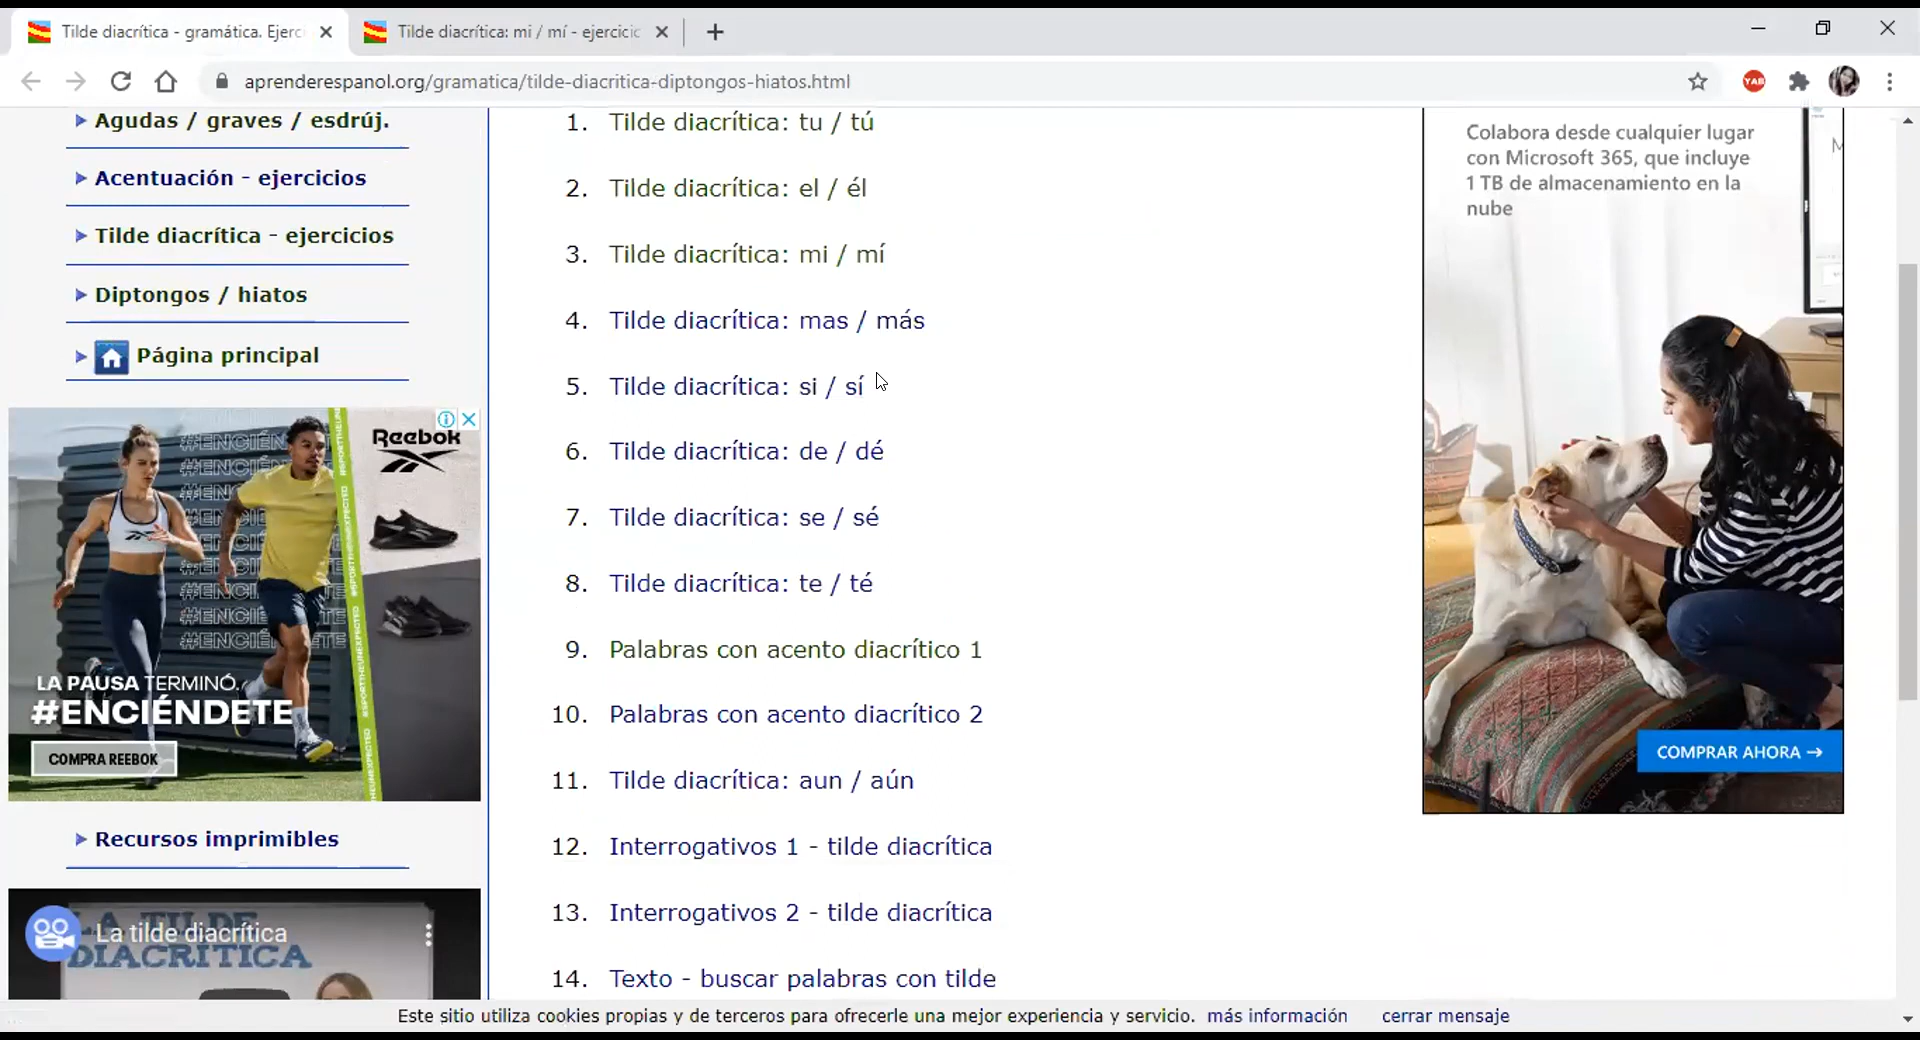 Tilde diacrítica - gramática. Ejerc
Tilde diacrítica: mi / mí - ejercicic
aprenderespanol.org/gramatica/tilde-diacritica-diptongos-hiatos.html
YAB
Agudas / graves / esdrúj.
Acentuación - ejercicios
Tilde diacrítica - ejercicios
Diptongos / hiatos
Página principal
Reebok
LA PAUSA TERMINÓ.
#ENCIÉNDETE
COMPRA REEBOK
Recursos imprimibles
La tilde diacrítica
LA TILDE
DIACRÍTICA
1. Tilde diacrítica: tu / tú
2. Tilde diacrítica: el / él
3. Tilde diacrítica: mi / mí
4. Tilde diacrítica: mas / más
5. Tilde diacrítica: si / sí
6. Tilde diacrítica: de / dé
7. Tilde diacrítica: se / sé
8. Tilde diacrítica: te / té
9. Palabras con acento diacrítico 1
10. Palabras con acento diacrítico 2
11. Tilde diacrítica: aun / aún
12. Interrogativos 1 - tilde diacrítica
13. Interrogativos 2 - tilde diacrítica
14. Texto - buscar palabras con tilde
Colabora desde cualquier lugar
con Microsoft 365, que incluye
1 TB de almacenamiento en la
nube
COMPRAR AHORA →
Este sitio utiliza cookies propias y de terceros para ofrecerle una mejor experiencia y servicio. más información cerrar mensaje